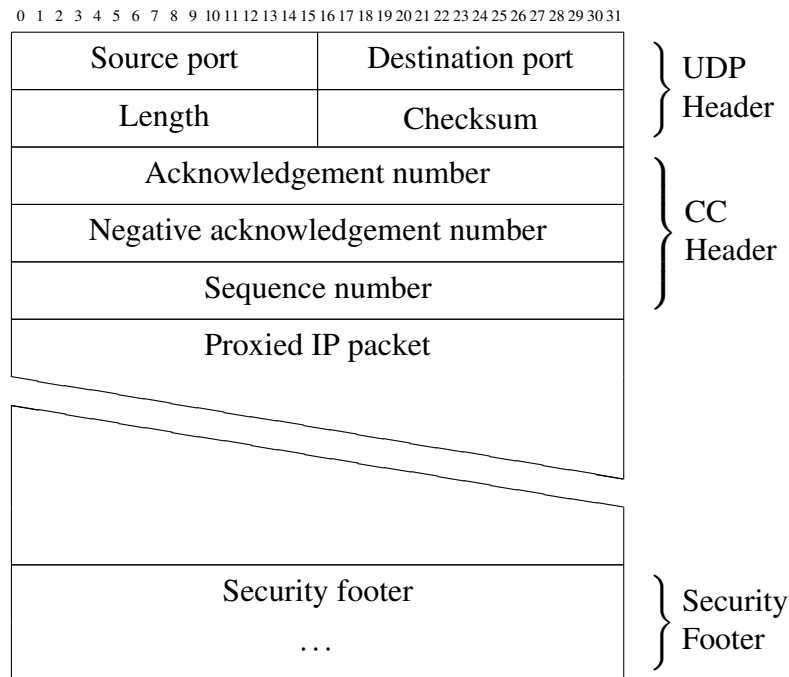 0 1 2 3 4 5 6 7 8 9 10 11 12 13 14 15 16 17 18 19 20 21 22 23 24 25 26 27 28 29 30 31
Source port Destination port
UDP
Header
Length Checksum
Acknowledgement number
Negative acknowledgement number
CC
Header
Sequence number
Proxied IP packet
Security footer
Security
Footer
...